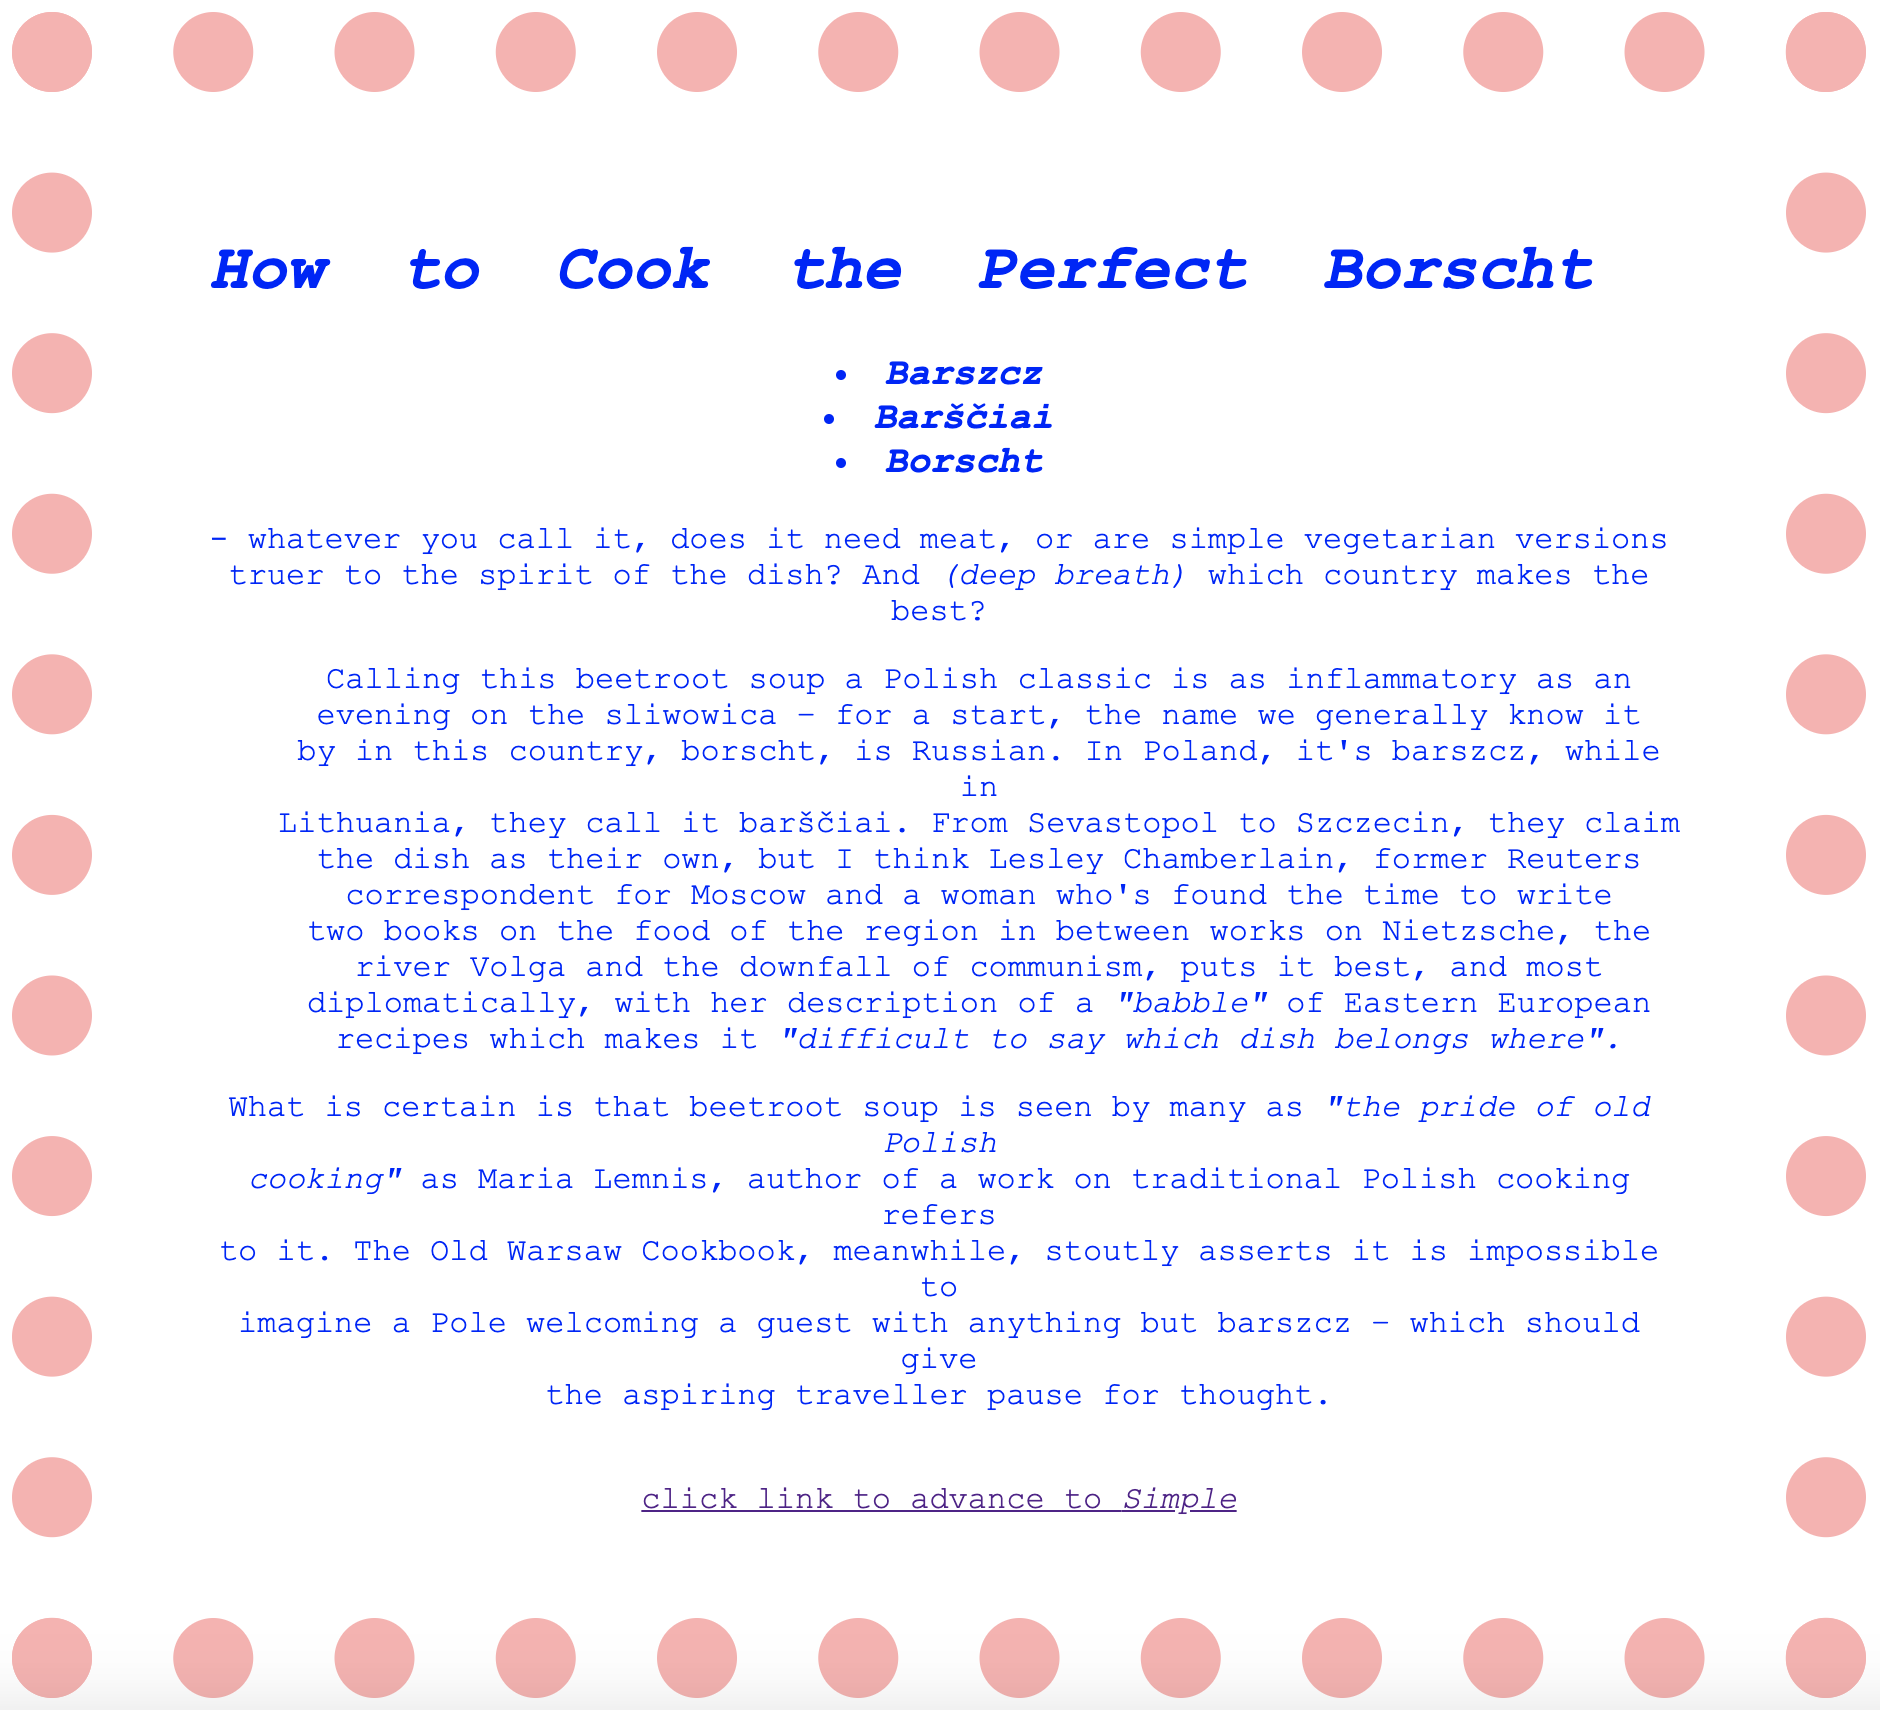 How to Cook the Perfect Borscht
• Barszcz
• Barščiai
• Borscht
- whatever you call it, does it need meat, or are simple vegetarian versions
truer to the spirit of the dish? And (deep breath) which country makes the
best?
Calling this beetroot soup a Polish classic is as inflammatory as an
evening on the sliwowica – for a start, the name we generally know it
by in this country, borscht, is Russian. In Poland, it's barszcz, while
in
Lithuania, they call it barščiai. From Sevastopol to Szczecin, they claim
the dish as their own, but I think Lesley Chamberlain, former Reuters
correspondent for Moscow and a woman who's found the time to write
two books on the food of the region in between works on Nietzsche, the
river Volga and the downfall of communism, puts it best, and most
diplomatically, with her description of a "babble" of Eastern European
recipes which makes it "difficult to say which dish belongs where".
What is certain is that beetroot soup is seen by many as "the pride of old
Polish
cooking" as Maria Lemnis, author of a work on traditional Polish cooking
refers
to it. The Old Warsaw Cookbook, meanwhile, stoutly asserts it is impossible
to
imagine a Pole welcoming a guest with anything but barszcz – which should
give
the aspiring traveller pause for thought.
click link to advance to Simple